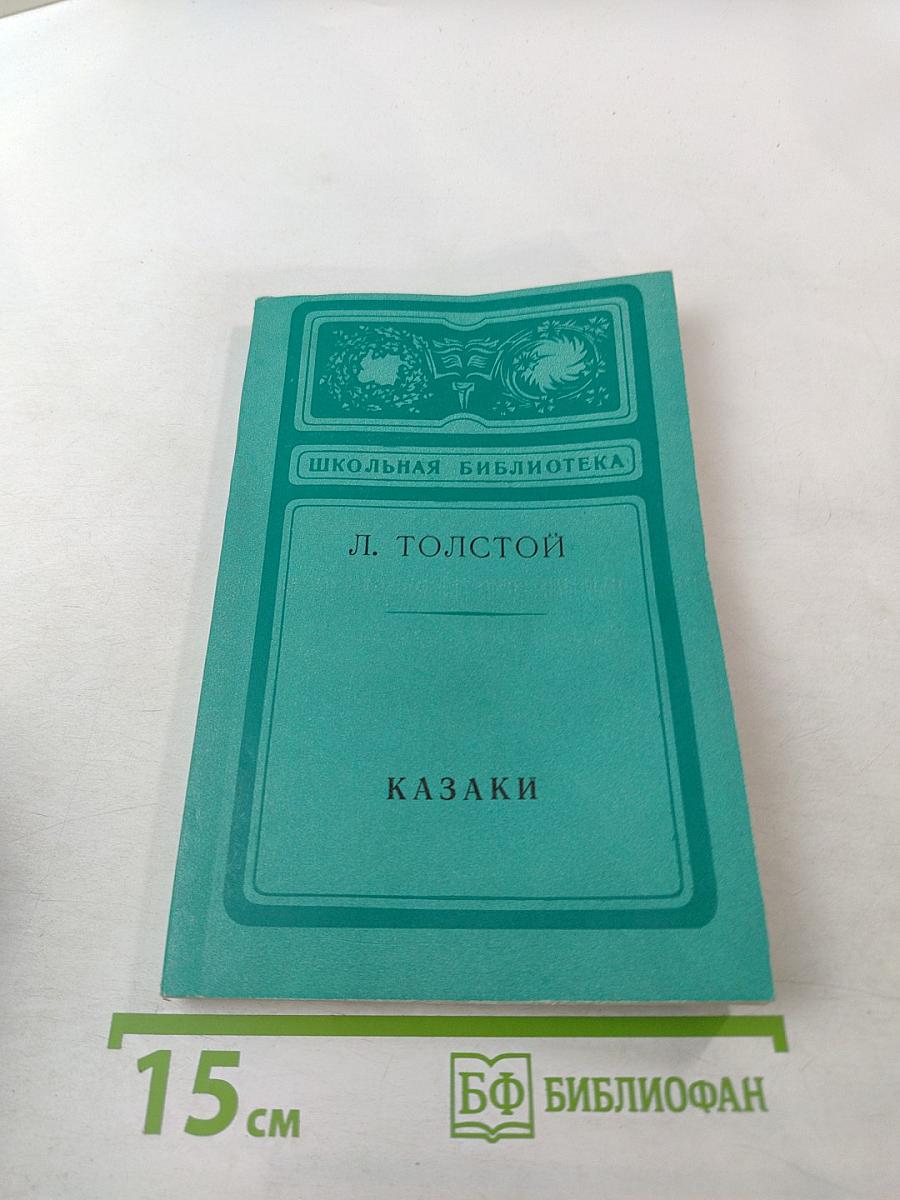 ШКОЛЬНАЯ БИБЛИОТЕКА
Л. ТОЛСТОЙ
КАЗАКИ
15 см
БФ БИБЛИОФАН